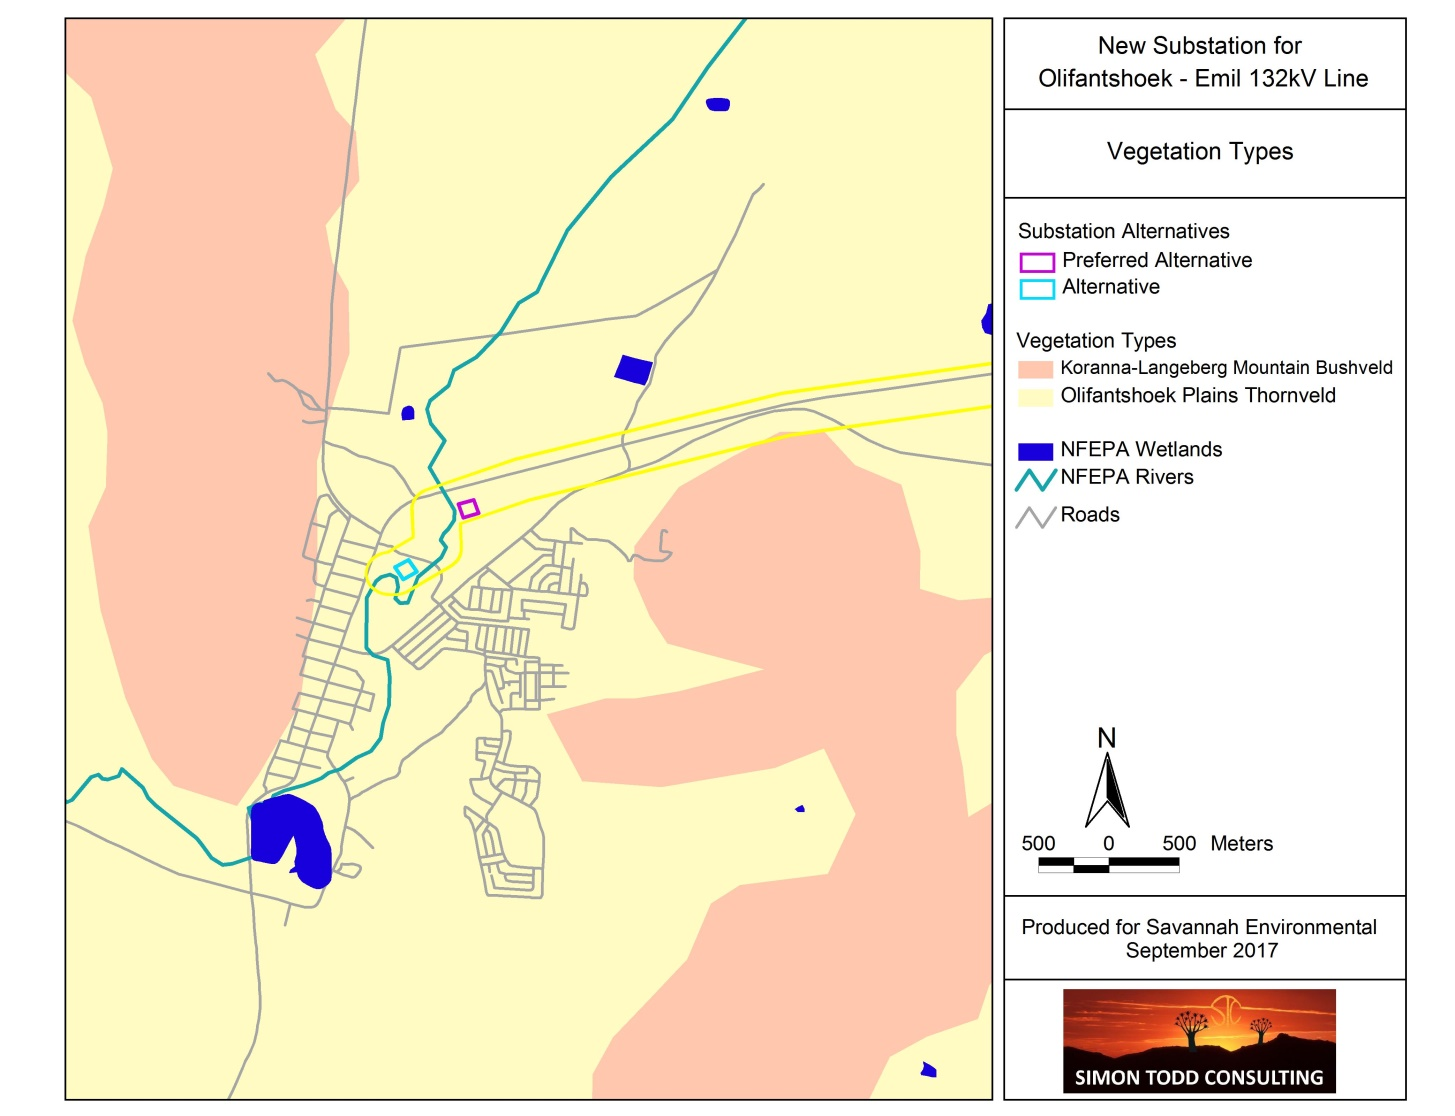 New Substation for
Olifantshoek - Emil 132kV Line
Vegetation Types
Substation Alternatives
Preferred Alternative
Alternative
Vegetation Types
Koranna-Langeberg Mountain Bushveld
Olifantshoek Plains Thornveld
NFEPA Wetlands
NFEPA Rivers
Roads
N
500 0 500 Meters
Produced for Savannah Environmental
September 2017
STC
SIMON TODD CONSULTING